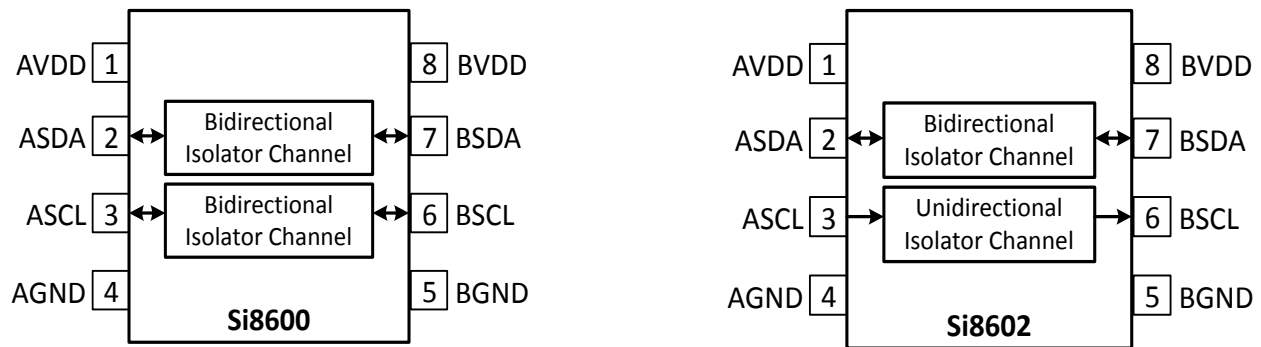 AVDD 1
8 BVDD
ASDA 2
Bidirectional
Isolator Channel
7 BSDA
ASCL 3
Bidirectional
Isolator Channel
6 BSCL
AGND 4
5 BGND
Si8600
AVDD 1
8 BVDD
ASDA 2
Bidirectional
Isolator Channel
7 BSDA
ASCL 3
Unidirectional
Isolator Channel
6 BSCL
AGND 4
5 BGND
Si8602